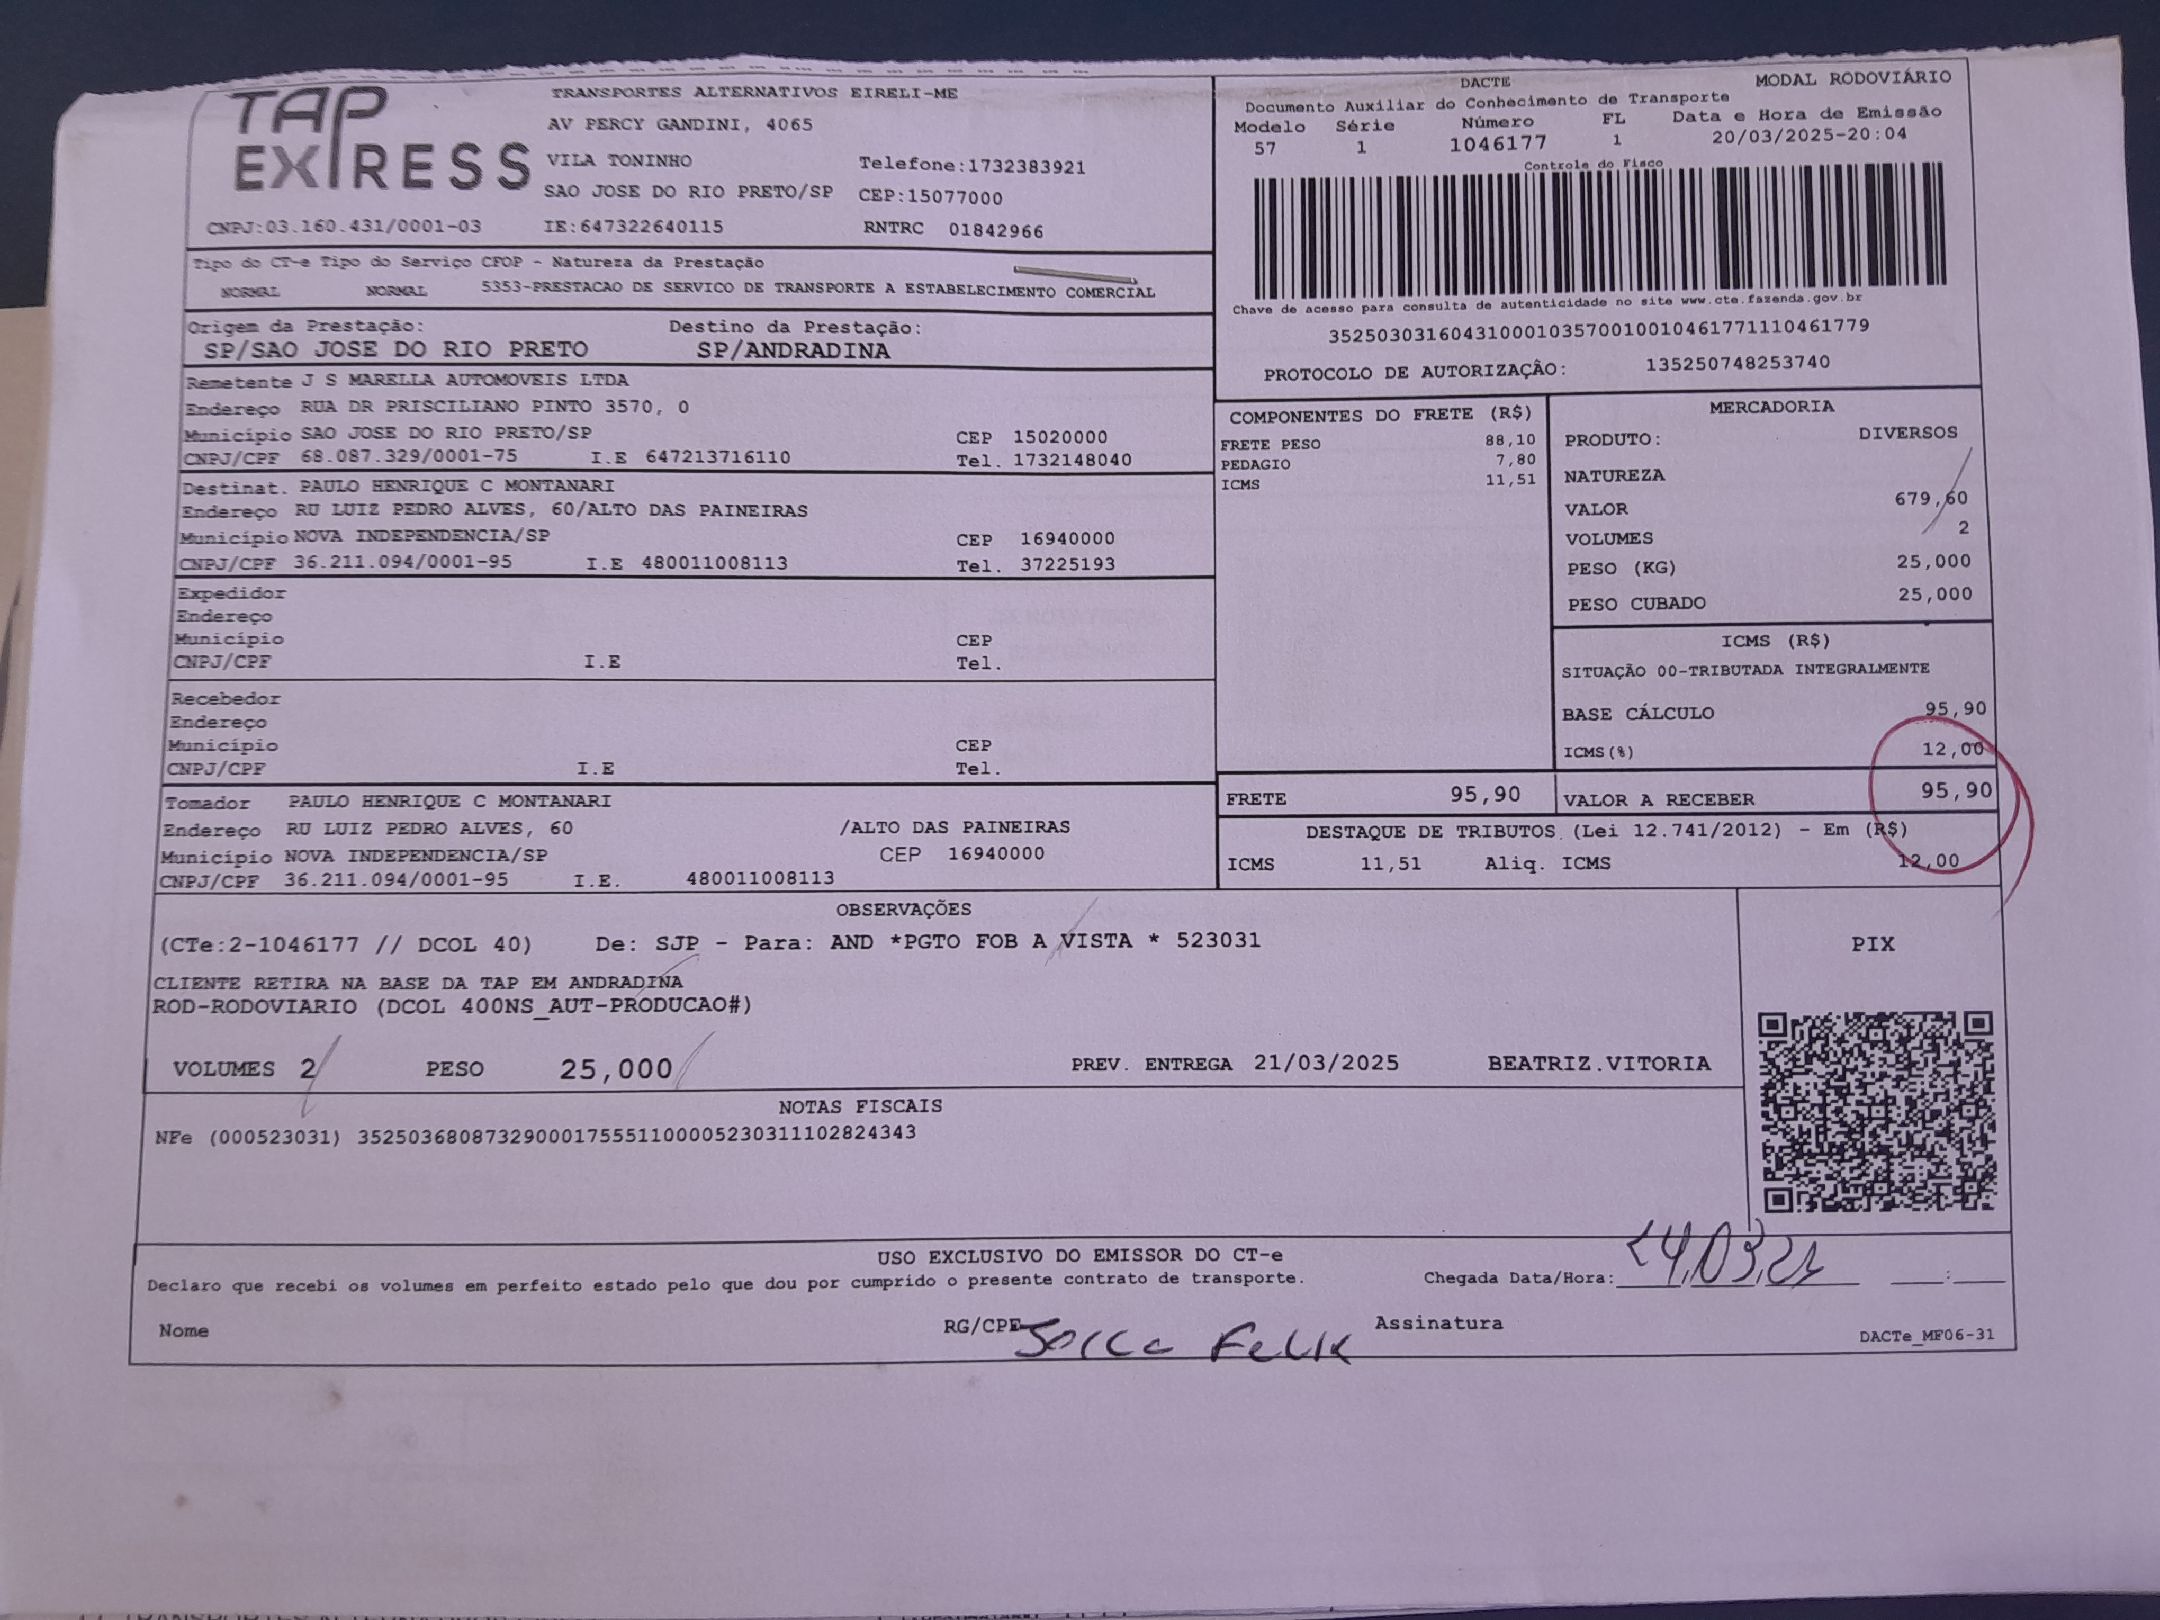 TAP EXPRESS
TRANSPORTES ALTERNATIVOS EIRELI-ME
AV PERCY GANDINI, 4065
VILA TONINHO Telefone:1732383921
SAO JOSE DO RIO PRETO/SP CEP:15077000
CNPJ:03.160.431/0001-03 IE:647322640115 RNTRC 01842966
DACTE MODAL RODOVIÁRIO
Documento Auxiliar do Conhecimento de Transporte
Modelo Série Número FL Data e Hora de Emissão
57 1 1046177 1 20/03/2025-20:04
Controle do Fisco
Chave de acesso para consulta de autenticidade no site www.cte.fazenda.gov.br
35250303160431000103570010010461771110461779
PROTOCOLO DE AUTORIZAÇÃO: 135250748253740
Tipo do CT-e Tipo do Serviço CFOP - Natureza da Prestação
NORMAL NORMAL 5353-PRESTACAO DE SERVICO DE TRANSPORTE A ESTABELECIMENTO COMERCIAL
Origem da Prestação: Destino da Prestação:
SP/SAO JOSE DO RIO PRETO SP/ANDRADINA
Remetente J S MARELLA AUTOMOVEIS LTDA
Endereço RUA DR PRISCILIANO PINTO 3570, 0
Município SAO JOSE DO RIO PRETO/SP CEP 15020000
CNPJ/CPF 68.087.329/0001-75 I.E 647213716110 Tel. 1732148040
Destinat. PAULO HENRIQUE C MONTANARI
Endereço RU LUIZ PEDRO ALVES, 60/ALTO DAS PAINEIRAS
Município NOVA INDEPENDENCIA/SP CEP 16940000
CNPJ/CPF 36.211.094/0001-95 I.E 480011008113 Tel. 37225193
Expedidor
Endereço
Município CEP
CNPJ/CPF I.E Tel.
Recebedor
Endereço
Município CEP
CNPJ/CPF I.E Tel.
Tomador PAULO HENRIQUE C MONTANARI
Endereço RU LUIZ PEDRO ALVES, 60 /ALTO DAS PAINEIRAS
Município NOVA INDEPENDENCIA/SP CEP 16940000
CNPJ/CPF 36.211.094/0001-95 I.E. 480011008113
COMPONENTES DO FRETE (R$)
FRETE PESO 88,10
PEDAGIO 7,80
ICMS 11,51
MERCADORIA
PRODUTO: DIVERSOS
NATUREZA
VALOR 679,60
VOLUMES 2
PESO (KG) 25,000
PESO CUBADO 25,000
ICMS (R$)
SITUAÇÃO 00-TRIBUTADA INTEGRALMENTE
BASE CÁLCULO 95,90
ICMS(%) 12,00
FRETE 95,90 VALOR A RECEBER 95,90
DESTAQUE DE TRIBUTOS (Lei 12.741/2012) - Em (R$)
ICMS 11,51 Aliq. ICMS 12,00
OBSERVAÇÕES
(CTe:2-1046177 // DCOL 40) De: SJP - Para: AND *PGTO FOB A VISTA * 523031
CLIENTE RETIRA NA BASE DA TAP EM ANDRADINA
ROD-RODOVIARIO (DCOL 400NS_AUT-PRODUCAO#)
VOLUMES 2 PESO 25,000 PREV. ENTREGA 21/03/2025 BEATRIZ.VITORIA
PIX
NOTAS FISCAIS
NFe (000523031) 35250368087329000175551100005230311102824343
USO EXCLUSIVO DO EMISSOR DO CT-e
Declaro que recebi os volumes em perfeito estado pelo que dou por cumprido o presente contrato de transporte. Chegada Data/Hora: :
Nome RG/CPF Felix Assinatura
DACTe_MF06-31